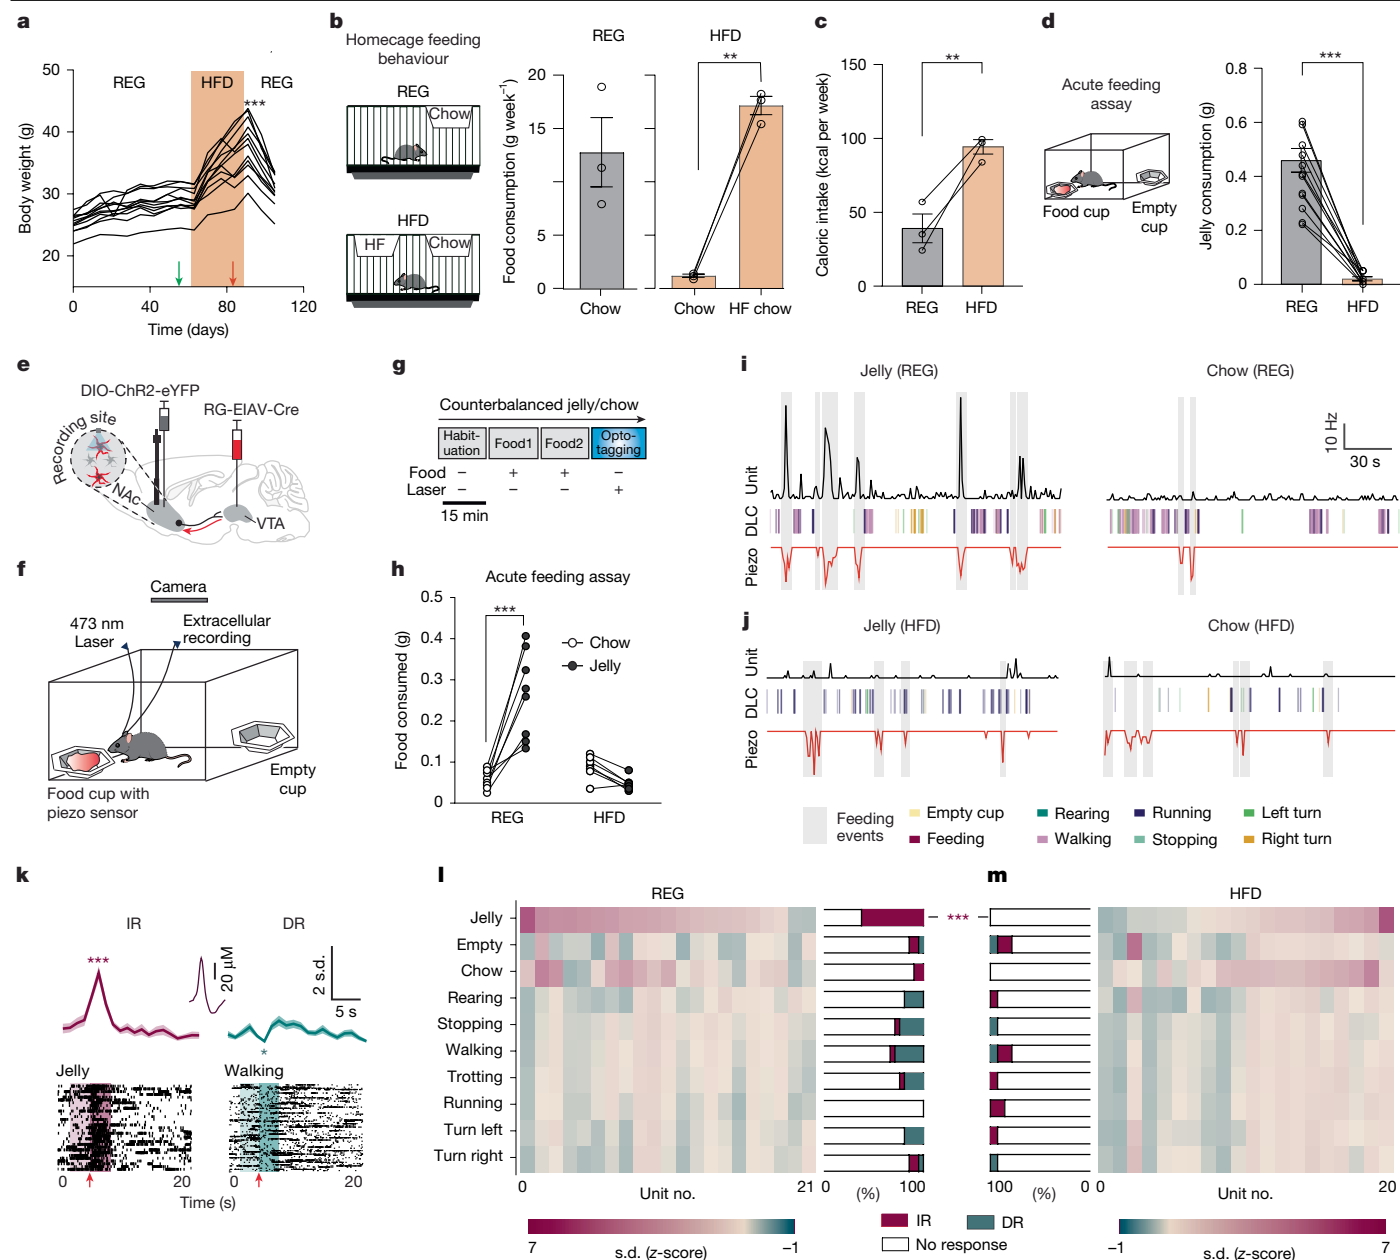 a
REG
HFD
REG
***
50
40
30
20
Body weight (g)
0
40
80
120
Time (days)
b
Homecage feeding
behaviour
REG
Chow
HFD
HF
Chow
REG
HFD
**
Food consumption (g week⁻¹)
20
15
5
0
Chow
Chow
HF chow
c
**
Caloric intake (kcal per week)
150
100
50
0
REG
HFD
d
Acute feeding
assay
Food cup
Empty
cup
***
Jelly consumption (g)
0.8
0.6
0.4
0.2
0
REG
HFD
e
DIO-ChR2-eYFP
RG-EIAV-Cre
Recording site
NAc
VTA
f
Camera
473 nm
Laser
Extracellular
recording
Food cup with
piezo sensor
Empty
cup
g
Counterbalanced jelly/chow
Habit-
uation
Food1
Food2
Opto-
tagging
Food – + + –
Laser – – – +
15 min
h
Acute feeding assay
***
Chow
Jelly
Food consumed (g)
0.5
0.4
0.3
0.2
0.1
0
REG
HFD
i
Jelly (REG)
Chow (REG)
10 Hz
30 s
Unit
DLC
Piezo
j
Jelly (HFD)
Chow (HFD)
Unit
DLC
Piezo
Feeding
events
Empty cup
Rearing
Running
Left turn
Feeding
Walking
Stopping
Right turn
k
IR
DR
***
20 µM
2 s.d.
5 s
*
Jelly
Walking
0
20
0
20
Time (s)
l
REG
Jelly
Empty
Chow
Rearing
Stopping
Walking
Trotting
Running
Turn left
Turn right
0
Unit no.
21
0
(%)
100
***
m
HFD
100
(%)
0
0
Unit no.
20
7
s.d. (z-score)
−1
IR
DR
No response
−1
s.d. (z-score)
7